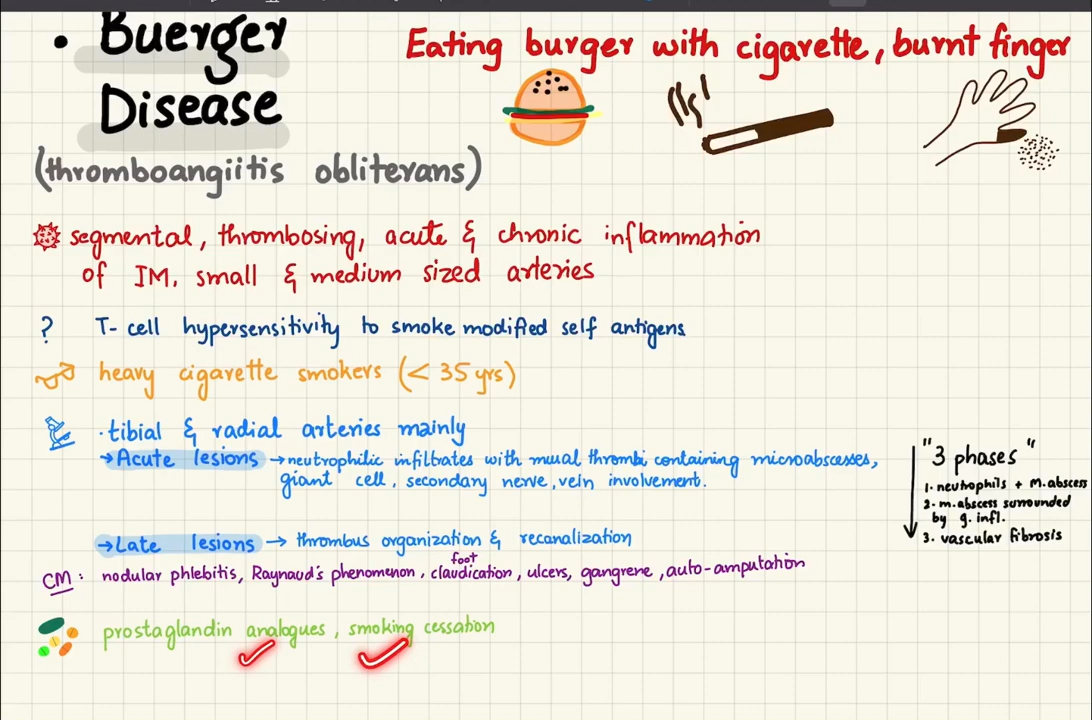 • Buerger
Disease
Eating burger with cigarette, burnt finger
(thromboangiitis obliterans)
segmental, thrombosing, acute & chronic inflammation
of IM, small & medium sized arteries
? T-cell hypersensitivity to smoke modified self antigens
heavy cigarette smokers (< 35 yrs)
· tibial & radial arteries mainly
→ Acute lesions → neutrophilic infiltrates with mural thrombi containing microabscesses,
giant cell, secondary nerve, vein involvement.
→ Late lesions → thrombus organization & recanalization
foot
CM: nodular phlebitis, Raynaud's phenomenon, claudication, ulcers, gangrene, auto-amputation
prostaglandin analogues, smoking cessation
"3 phases"
1. neutrophils + M.abscess
2. m.abscess surrounded
by g. infl.
3. vascular fibrosis